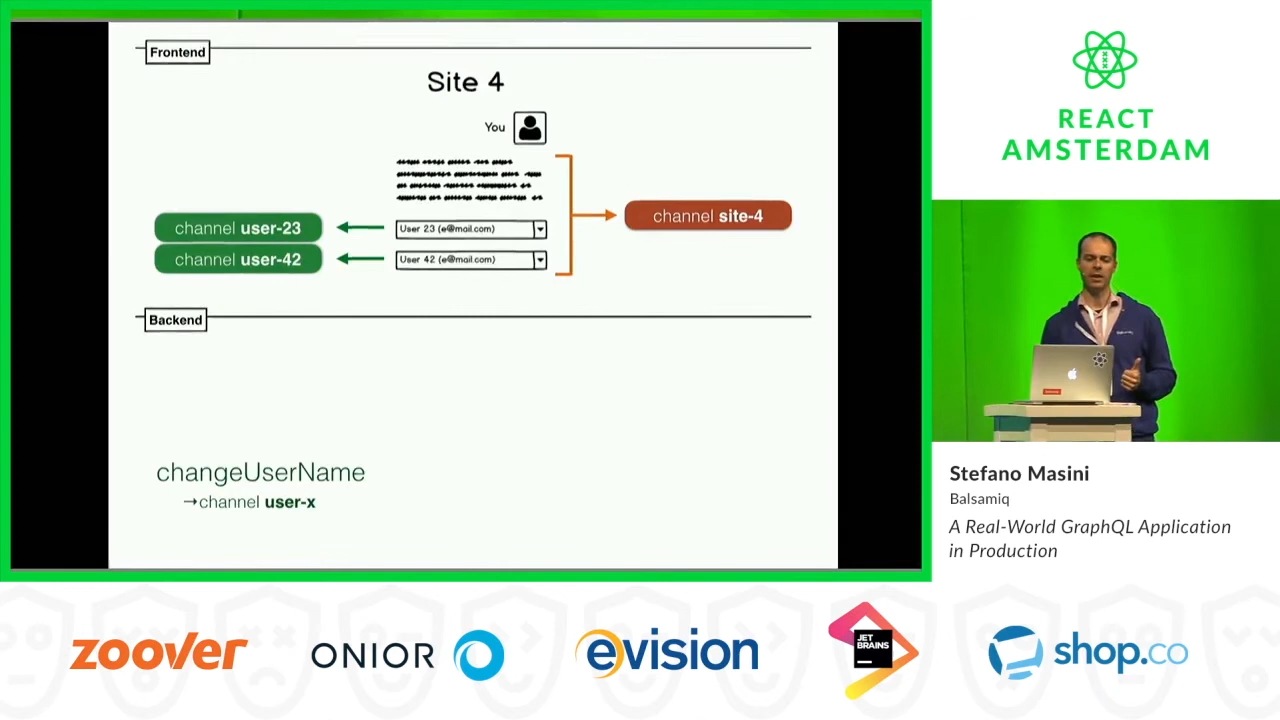 Frontend
Site 4
You
channel user-23
channel user-42
User 23 (e@mail.com)
User 42 (e@mail.com)
channel site-4
Backend
changeUserName
→channel user-x
REACT
AMSTERDAM
Stefano Masini
Balsamiq
A Real-World GraphQL Application
in Production
zoover
ONIOR
evision
JET
BRAINS
shop.co